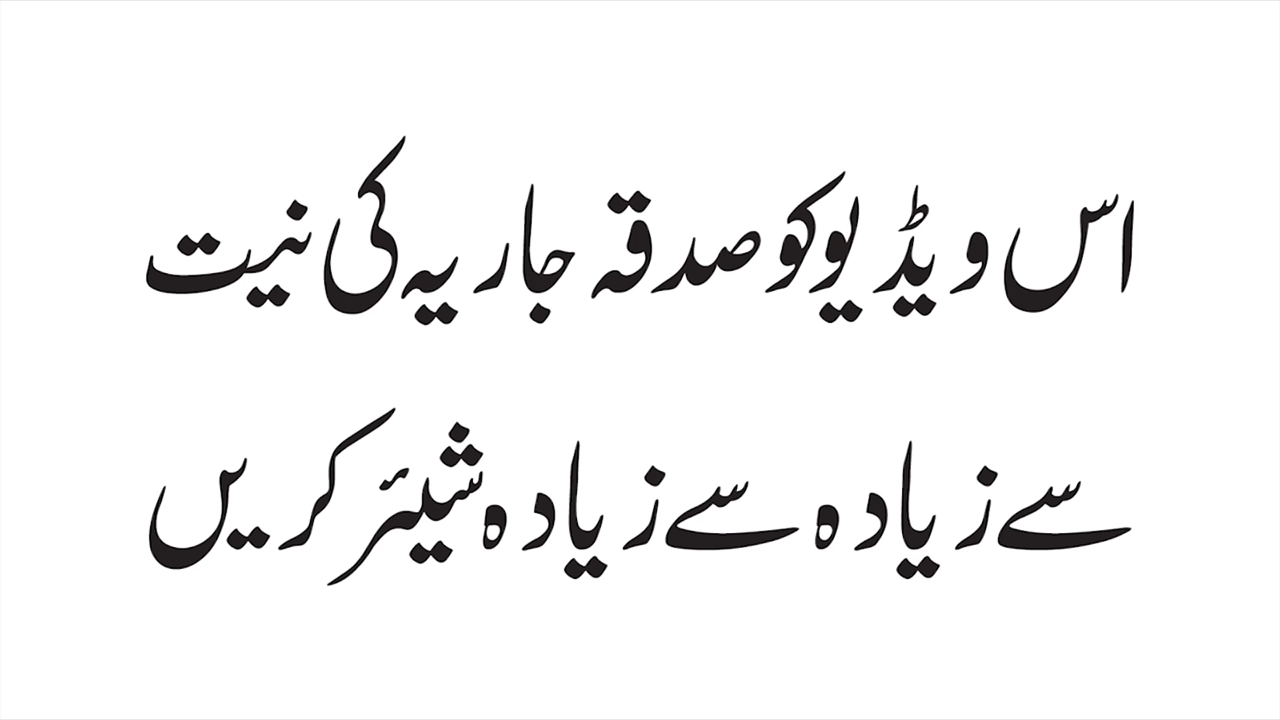 اس ویڈیو کو صدقہ جاریہ کی نیت
سے زیادہ سے زیادہ شیئر کریں